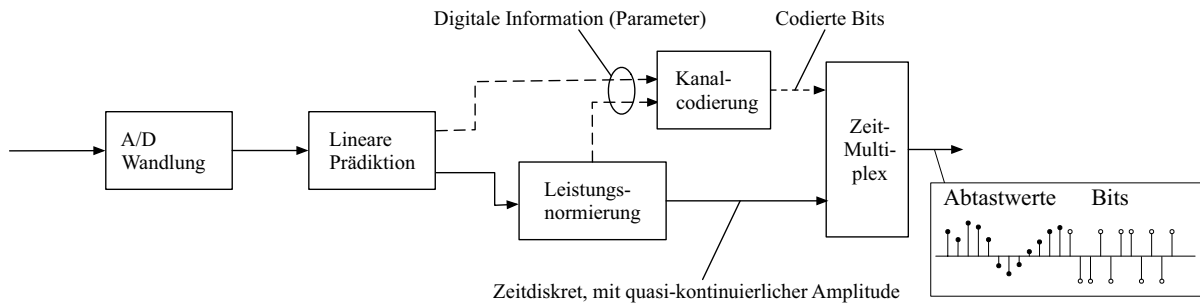 Digitale Information (Parameter)
Codierte Bits
Kanal-
codierung
A/D
Wandlung
Lineare
Prädiktion
Zeit-
Multi-
plex
Leistungs-
normierung
Abtastwerte
Bits
Zeitdiskret, mit quasi-kontinuierlicher Amplitude